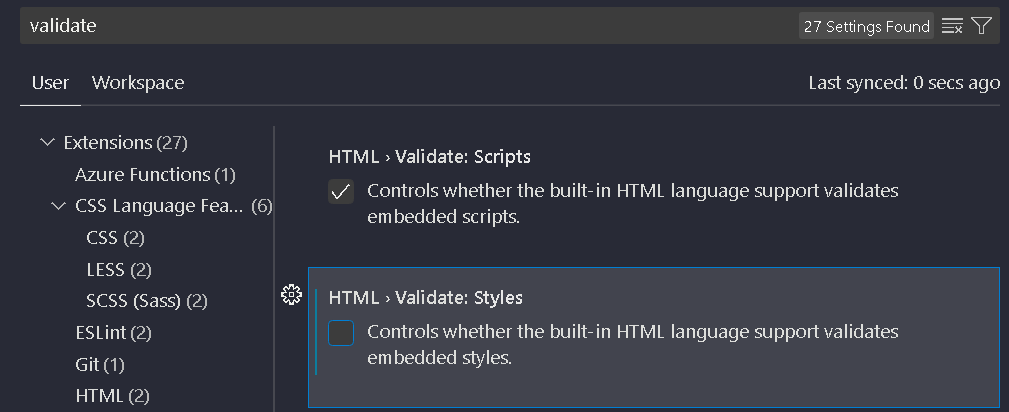 validate
27 Settings Found
User
Workspace
Last synced: 0 secs ago
Extensions (27)
Azure Functions (1)
CSS Language Fea... (6)
CSS (2)
LESS (2)
SCSS (Sass) (2)
ESLint (2)
Git (1)
HTML (2)
HTML › Validate: Scripts
Controls whether the built-in HTML language support validates
embedded scripts.
HTML › Validate: Styles
Controls whether the built-in HTML language support validates
embedded styles.